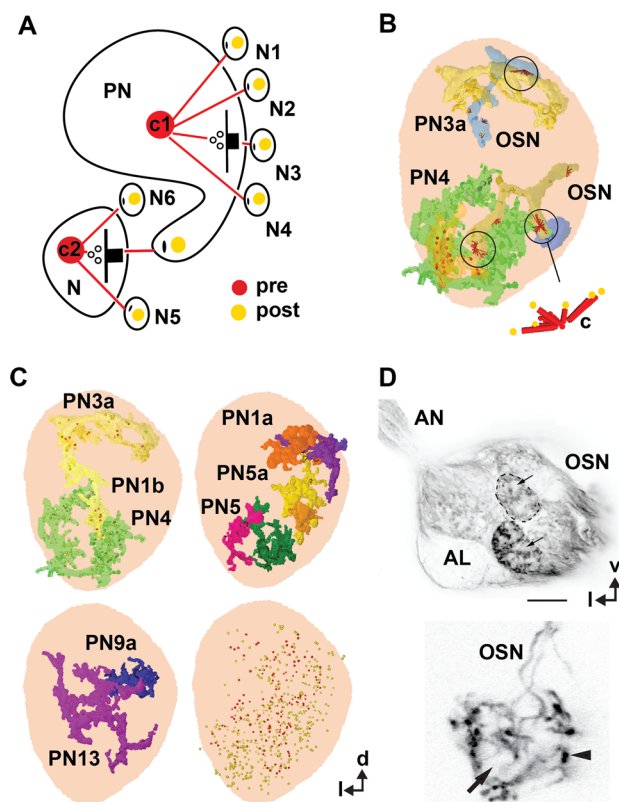 A
PN
N1
N2
c1
N3
N4
N6
c2
N
N5
pre
post
B
PN3a
OSN
PN4
OSN
c
C
PN3a
PN1b
PN4
PN1a
PN5a
PN5
PN9a
PN13
d
l
D
AN
OSN
AL
v
l
OSN